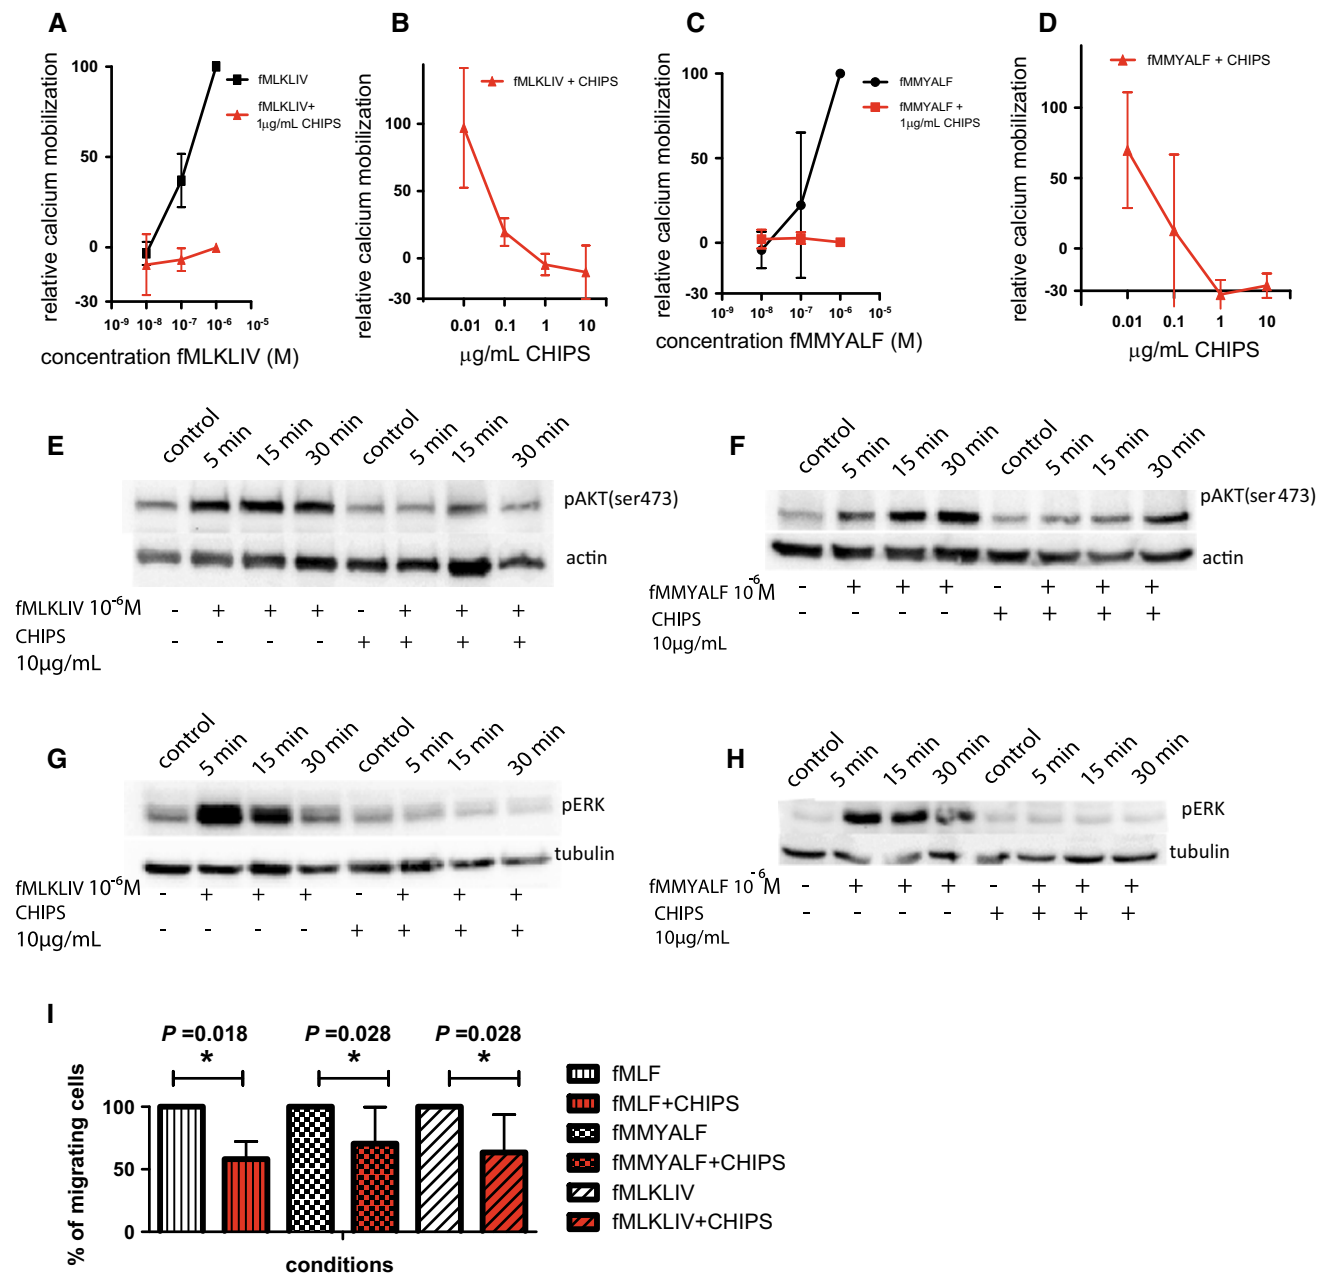 A
relative calcium mobilization
100
50
0
-30
10-9
10-8
10-7
10-6
10-5
concentration fMLKLIV (M)
fMLKLIV
fMLKLIV+
1µg/mL CHIPS
B
relative calcium mobilization
100
50
0
-30
0.01
0.1
1
10
µg/mL CHIPS
fMLKLIV + CHIPS
C
relative calcium mobilization
100
50
0
-30
10-9
10-8
10-7
10-6
10-5
concentration fMMYALF (M)
fMMYALF
fMMYALF +
1µg/mL CHIPS
D
relative calcium mobilization
100
50
0
-30
0.01
0.1
1
10
µg/mL CHIPS
fMMYALF + CHIPS
E
control 5 min 15 min 30 min control 5 min 15 min 30 min
pAKT(ser473)
actin
fMLKLIV 10-6M - + + + - + + +
CHIPS - - - - + + + +
10µg/mL
F
control 5 min 15 min 30 min control 5 min 15 min 30 min
pAKT(ser473)
actin
fMMYALF 10-6M - + + + - + + +
CHIPS - - - - + + + +
10µg/mL
G
control 5 min 15 min 30 min control 5 min 15 min 30 min
pERK
tubulin
fMLKLIV 10-6M - + + + - + + +
CHIPS
10µg/mL - - - - + + + +
H
control 5 min 15 min 30 min control 5 min 15 min 30 min
pERK
tubulin
fMMYALF 10-6M - + + + - + + +
CHIPS - - - - + + + +
10µg/mL
I
P =0.018
*
P =0.028
*
P =0.028
*
% of migrating cells
100
50
0
conditions
fMLF
fMLF+CHIPS
fMMYALF
fMMYALF+CHIPS
fMLKLIV
fMLKLIV+CHIPS